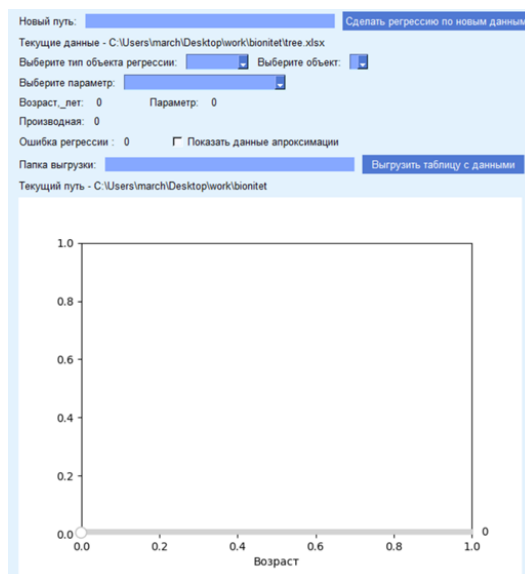 Новый путь: Сделать регрессию по новым данным
Текущие данные - C:\Users\march\Desktop\work\bionitet\tree.xlsx
Выберите тип объекта регрессии: Выберите объект:
Выберите параметр:
Возраст,_лет: 0 Параметр: 0
Производная: 0
Ошибка регрессии : 0 Показать данные апроксимации
Папка выгрузки: Выгрузить таблицу с данными
Текущий путь - C:\Users\march\Desktop\work\bionitet
1.0
0.8
0.6
0.4
0.2
0.0 0
0.0 0.2 0.4 0.6 0.8 1.0
Возраст